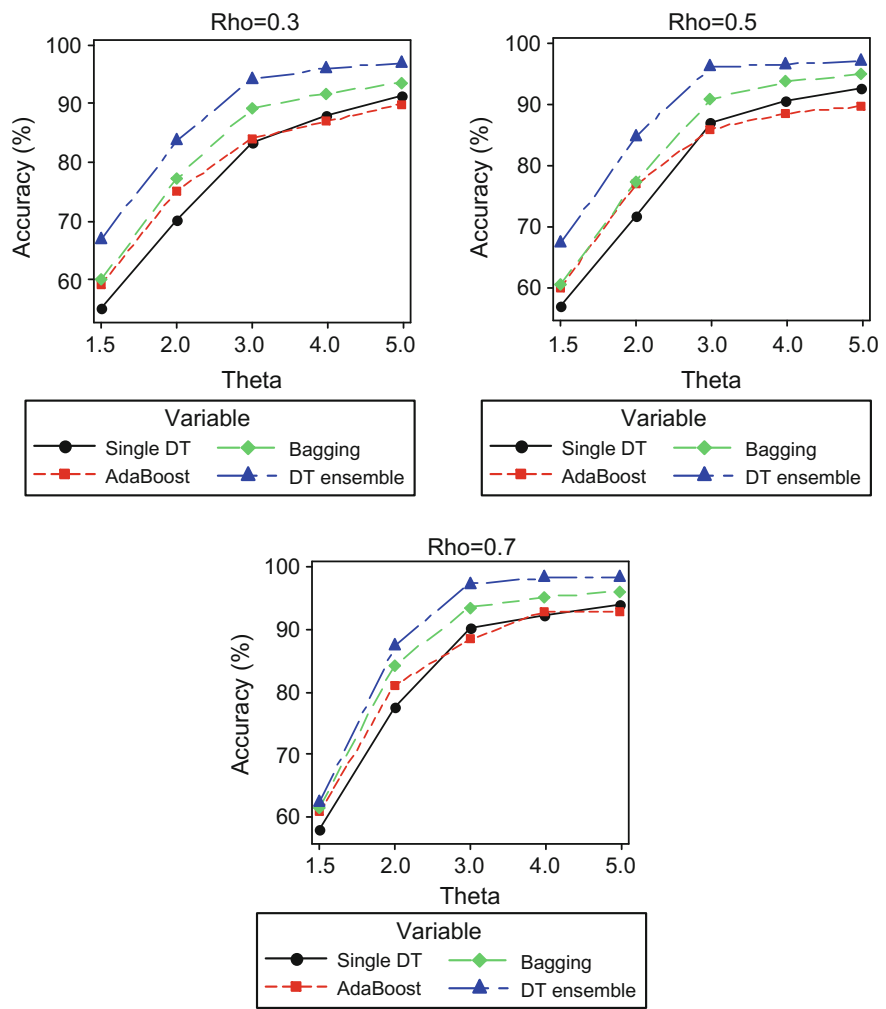 Rho=0.3
Accuracy (%)
100
90
80
70
60
1.5 2.0 3.0 4.0 5.0
Theta
Variable
Single DT Bagging
AdaBoost DT ensemble
Rho=0.5
Accuracy (%)
100
90
80
70
60
1.5 2.0 3.0 4.0 5.0
Theta
Variable
Single DT Bagging
AdaBoost DT ensemble
Rho=0.7
Accuracy (%)
100
90
80
70
60
1.5 2.0 3.0 4.0 5.0
Theta
Variable
Single DT Bagging
AdaBoost DT ensemble